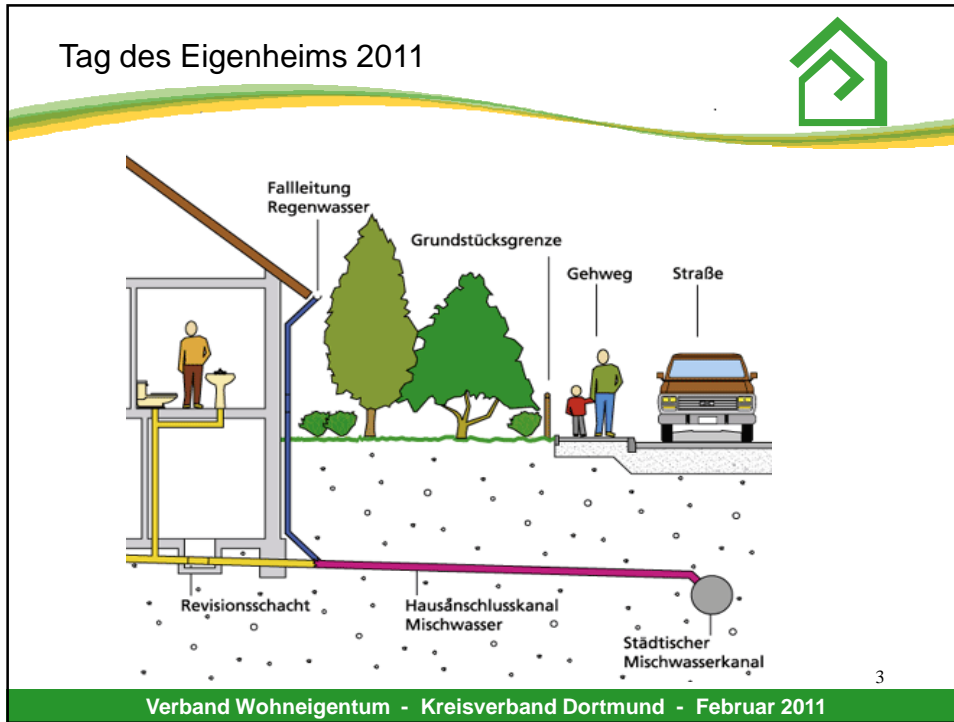 Tag des Eigenheims 2011
Fallleitung
Regenwasser
Grundstücksgrenze
Gehweg
Straße
Revisionsschacht
Hausanschlusskanal
Mischwasser
Städtischer
Mischwasserkanal
3
Verband Wohneigentum - Kreisverband Dortmund - Februar 2011